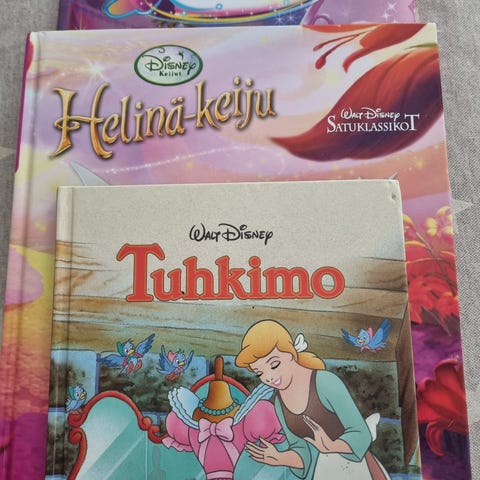 Disney
Keijut
Helinä-keiju
Walt Disney
Satuklassikot
Walt Disney
Tuhkimo